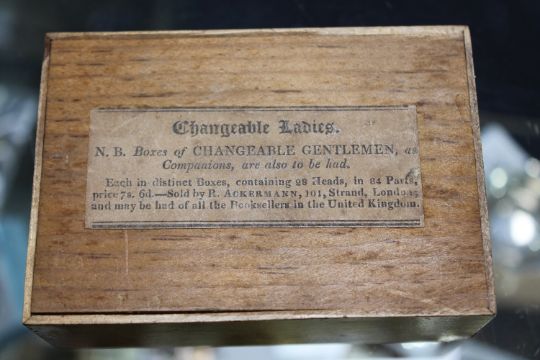 Changeable Ladies.
N. B. Boxes of CHANGEABLE GENTLEMEN, as
Companions, are also to be had.
Each in distinct Boxes, containing 28 Heads, in 84 Parts,
price 7s. 6d.—Sold by R. ACKERMANN, 101, Strand, London;
and may be had of all the Booksellers in the United Kingdom.